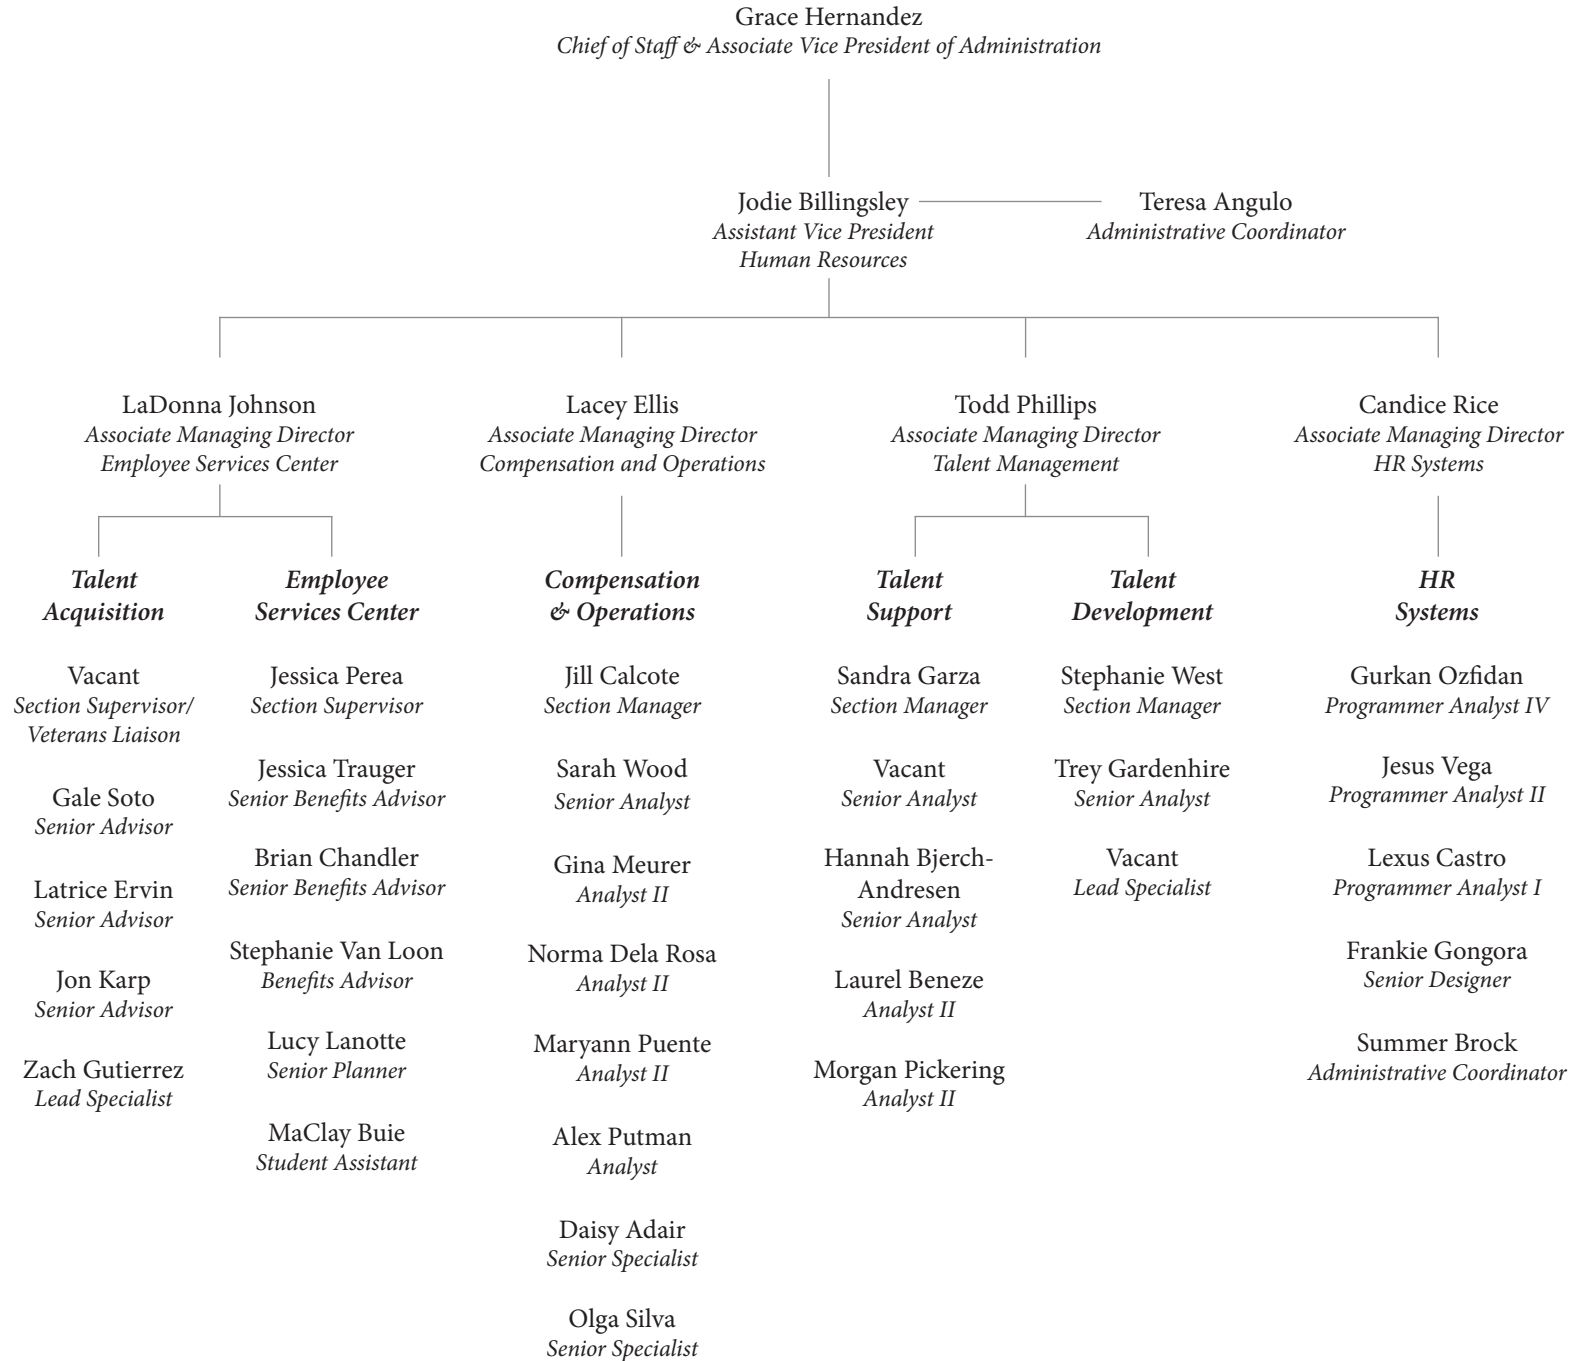 Grace Hernandez
Chief of Staff & Associate Vice President of Administration
Jodie Billingsley
Assistant Vice President
Human Resources
Teresa Angulo
Administrative Coordinator
LaDonna Johnson
Associate Managing Director
Employee Services Center
Lacey Ellis
Associate Managing Director
Compensation and Operations
Todd Phillips
Associate Managing Director
Talent Management
Candice Rice
Associate Managing Director
HR Systems
Talent
Acquisition
Vacant
Section Supervisor/
Veterans Liaison
Gale Soto
Senior Advisor
Latrice Ervin
Senior Advisor
Jon Karp
Senior Advisor
Zach Gutierrez
Lead Specialist
Employee
Services Center
Jessica Perea
Section Supervisor
Jessica Trauger
Senior Benefits Advisor
Brian Chandler
Senior Benefits Advisor
Stephanie Van Loon
Benefits Advisor
Lucy Lanotte
Senior Planner
MaClay Buie
Student Assistant
Compensation
& Operations
Jill Calcote
Section Manager
Sarah Wood
Senior Analyst
Gina Meurer
Analyst II
Norma Dela Rosa
Analyst II
Maryann Puente
Analyst II
Alex Putman
Analyst
Daisy Adair
Senior Specialist
Olga Silva
Senior Specialist
Talent
Support
Sandra Garza
Section Manager
Vacant
Senior Analyst
Hannah Bjerch-
Andresen
Senior Analyst
Laurel Beneze
Analyst II
Morgan Pickering
Analyst II
Talent
Development
Stephanie West
Section Manager
Trey Gardenhire
Senior Analyst
Vacant
Lead Specialist
HR
Systems
Gurkan Ozfidan
Programmer Analyst IV
Jesus Vega
Programmer Analyst II
Lexus Castro
Programmer Analyst I
Frankie Gongora
Senior Designer
Summer Brock
Administrative Coordinator